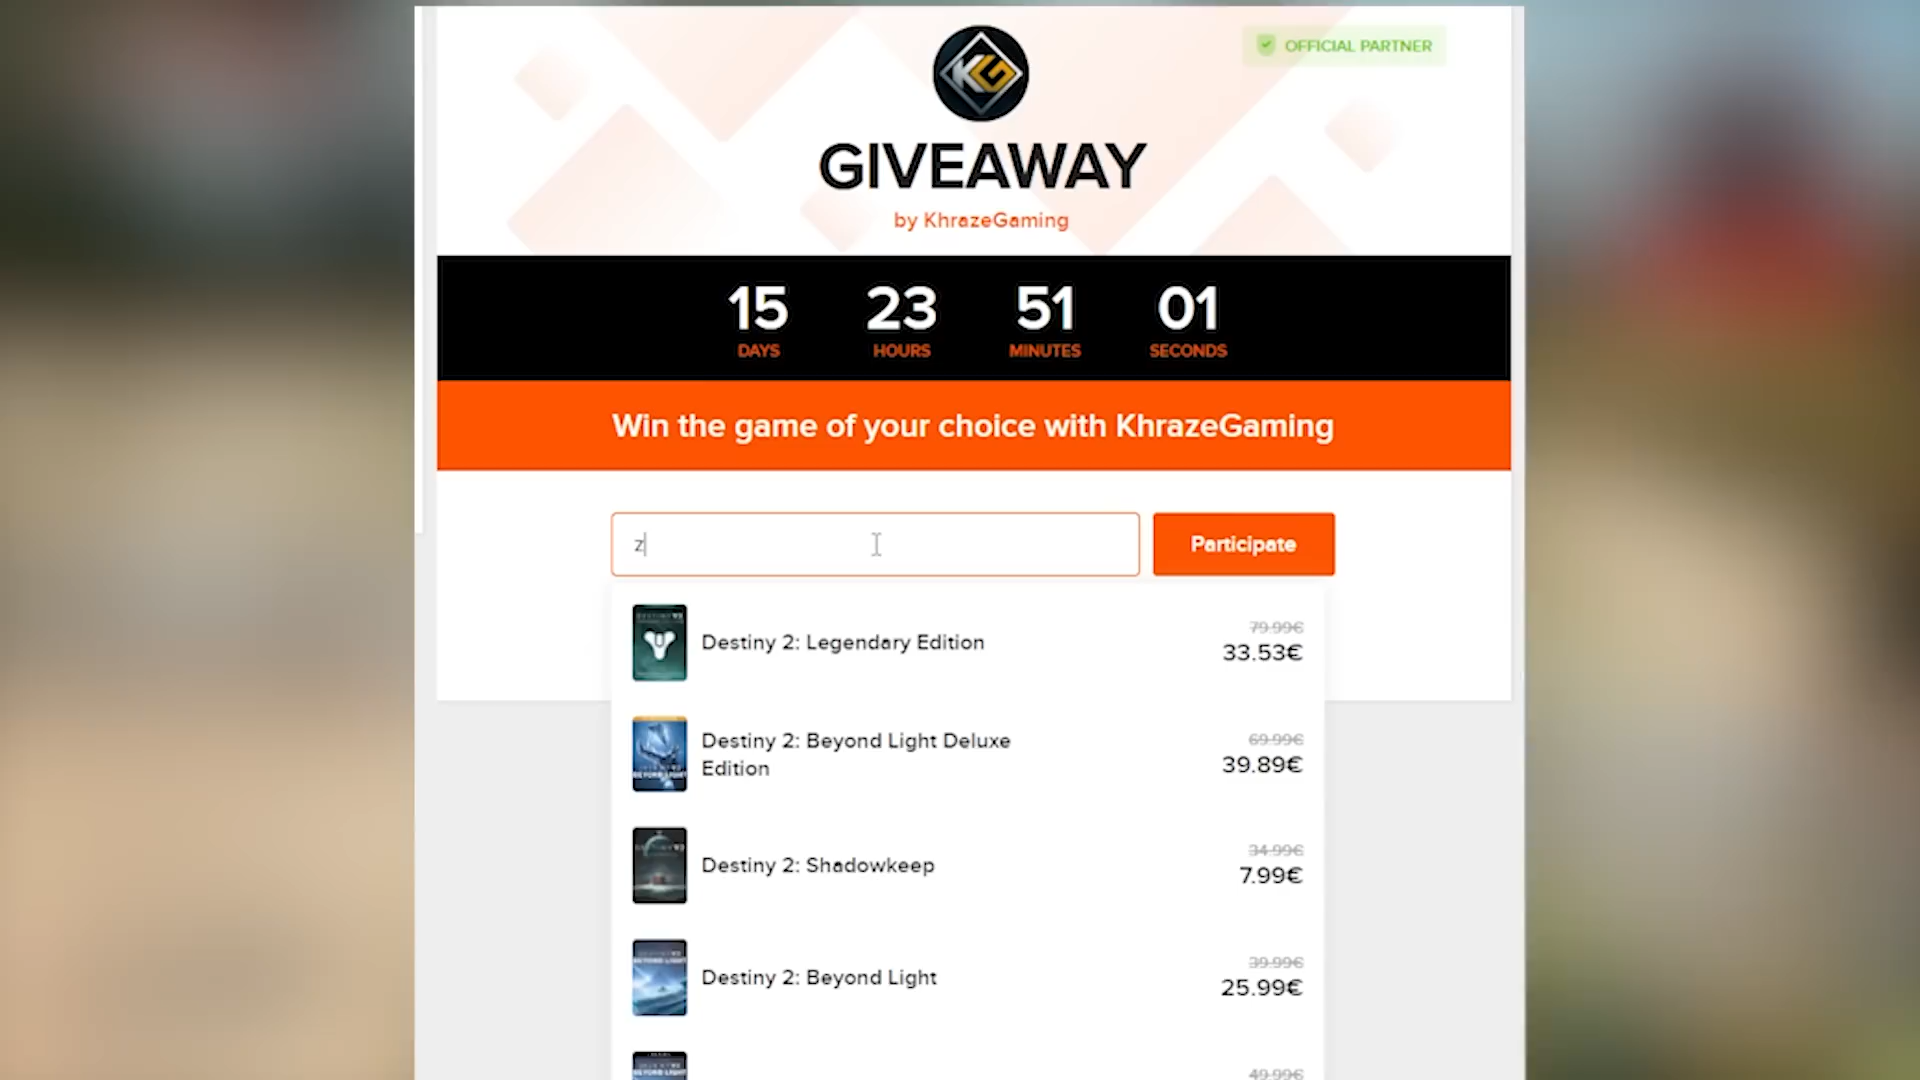 KG
OFFICIAL PARTNER
GIVEAWAY
by KhrazeGaming
15 23 51 01
DAYS HOURS MINUTES SECONDS
Win the game of your choice with KhrazeGaming
z
Participate
Destiny 2: Legendary Edition
79.99€
33.53€
Destiny 2: Beyond Light Deluxe
Edition
69.99€
39.89€
Destiny 2: Shadowkeep
34.99€
7.99€
Destiny 2: Beyond Light
39.99€
25.99€
BEYOND LIGHT
49.99€